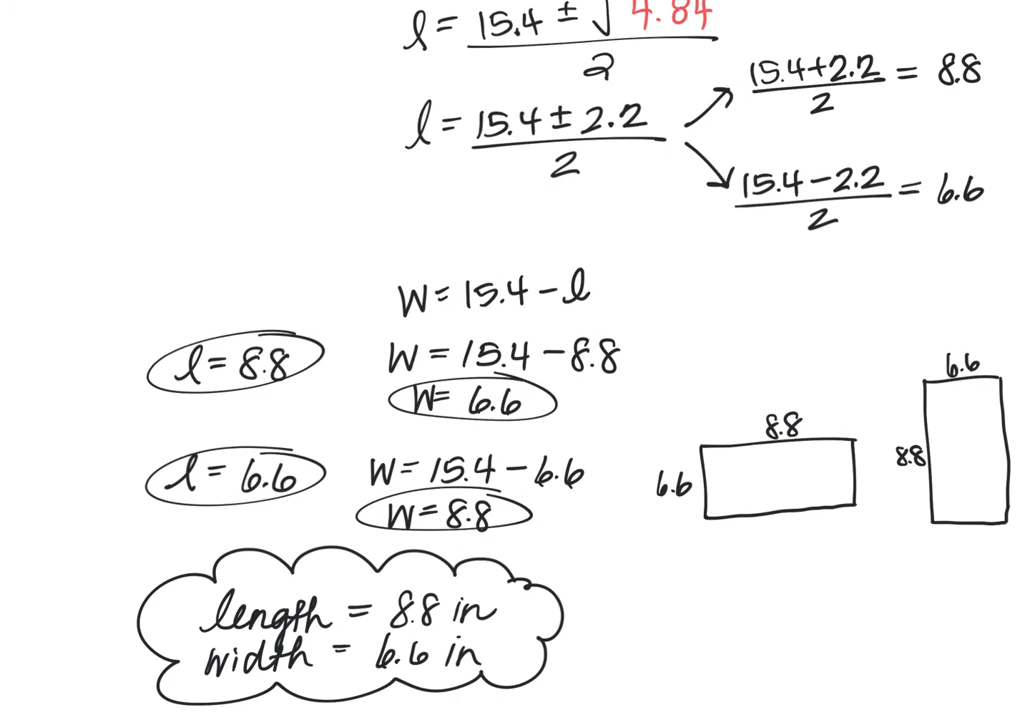 l = 15.4 ± √4.84 / 2
l = 15.4 ± 2.2 / 2
15.4+2.2 / 2 = 8.8
15.4-2.2 / 2 = 6.6
W = 15.4 - l
l = 8.8
W = 15.4 - 8.8
W = 6.6
l = 6.6
W = 15.4 - 6.6
W = 8.8
8.8
6.6
6.6
8.8
length = 8.8 in
width = 6.6 in